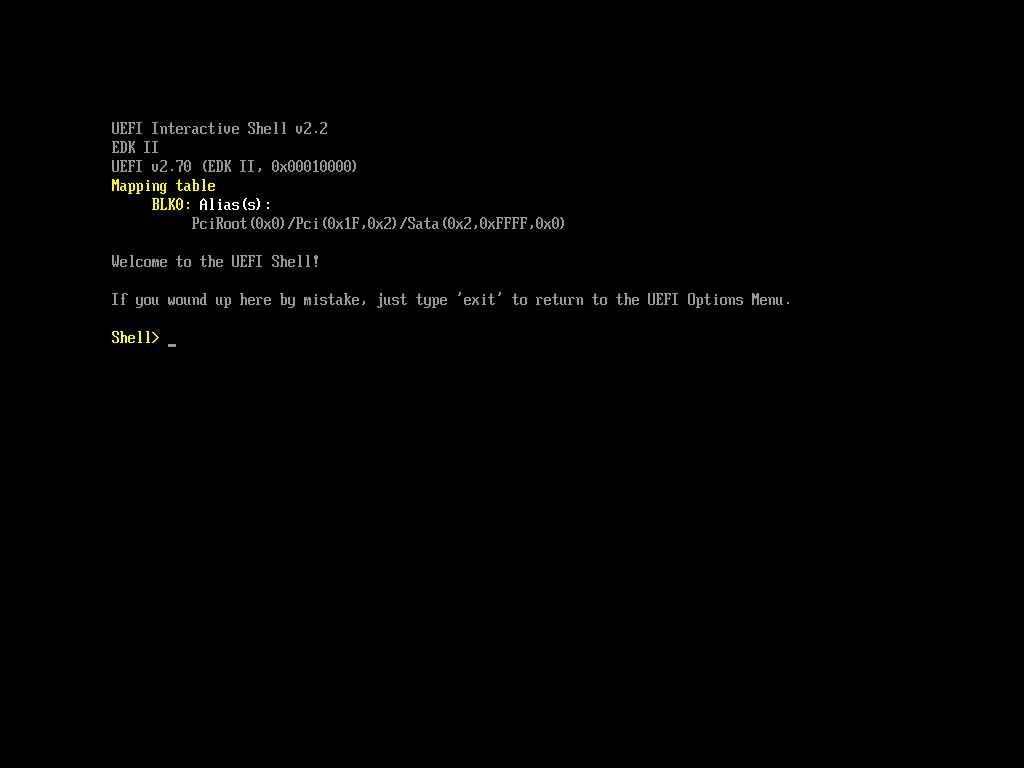 UEFI Interactive Shell v2.2
EDK II
UEFI v2.70 (EDK II, 0x00010000)
Mapping table
BLK0: Alias(s):
PciRoot(0x0)/Pci(0x1F,0x2)/Sata(0x2,0xFFFF,0x0)
Welcome to the UEFI Shell!
If you wound up here by mistake, just type 'exit' to return to the UEFI Options Menu.
Shell> _